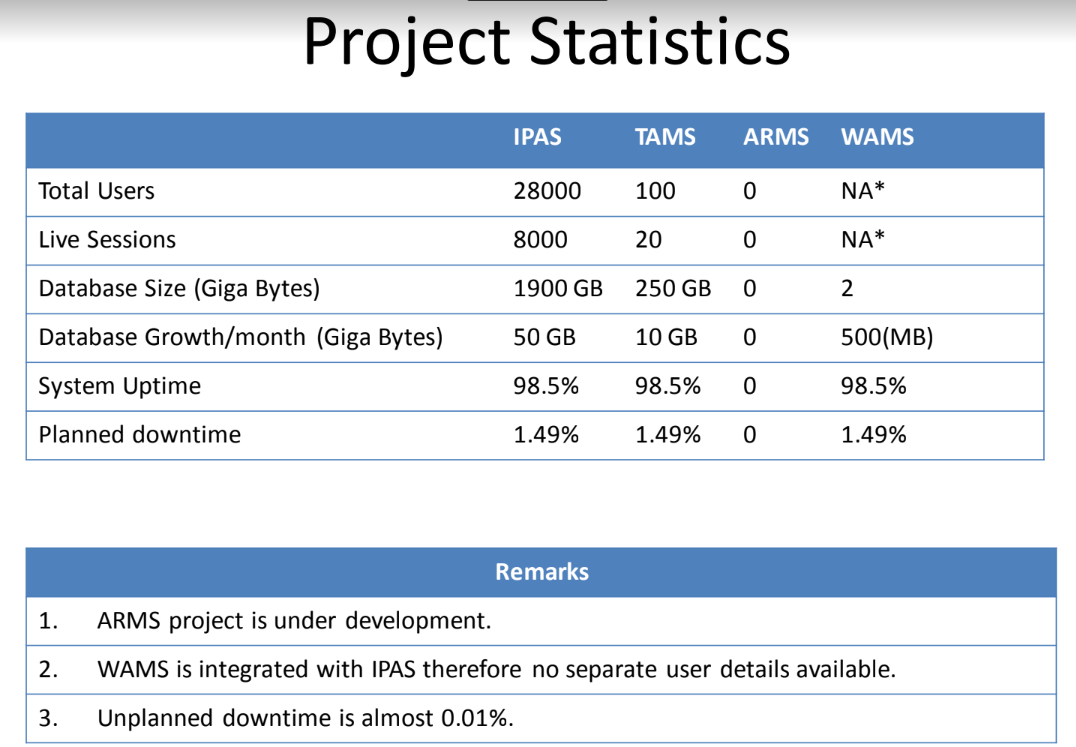 Project Statistics
IPAS TAMS ARMS WAMS
Total Users 28000 100 0 NA*
Live Sessions 8000 20 0 NA*
Database Size (Giga Bytes) 1900 GB 250 GB 0 2
Database Growth/month (Giga Bytes) 50 GB 10 GB 0 500(MB)
System Uptime 98.5% 98.5% 0 98.5%
Planned downtime 1.49% 1.49% 0 1.49%
Remarks
1. ARMS project is under development.
2. WAMS is integrated with IPAS therefore no separate user details available.
3. Unplanned downtime is almost 0.01%.